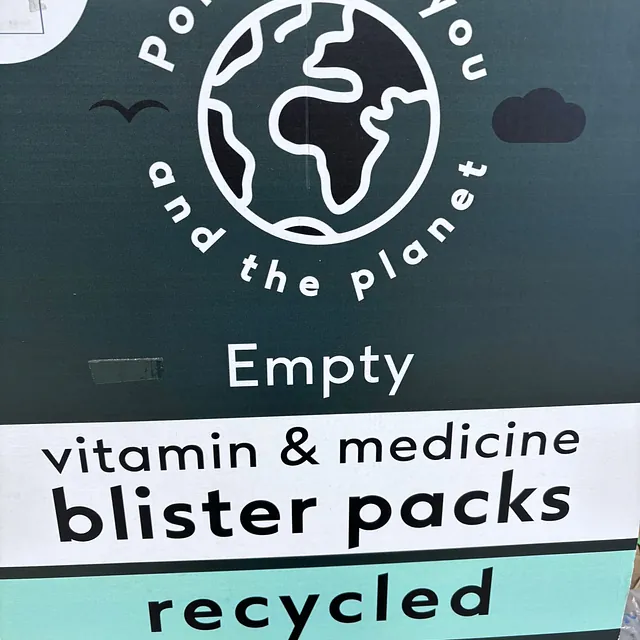 you
and the planet
Empty
vitamin & medicine
blister packs
recycled